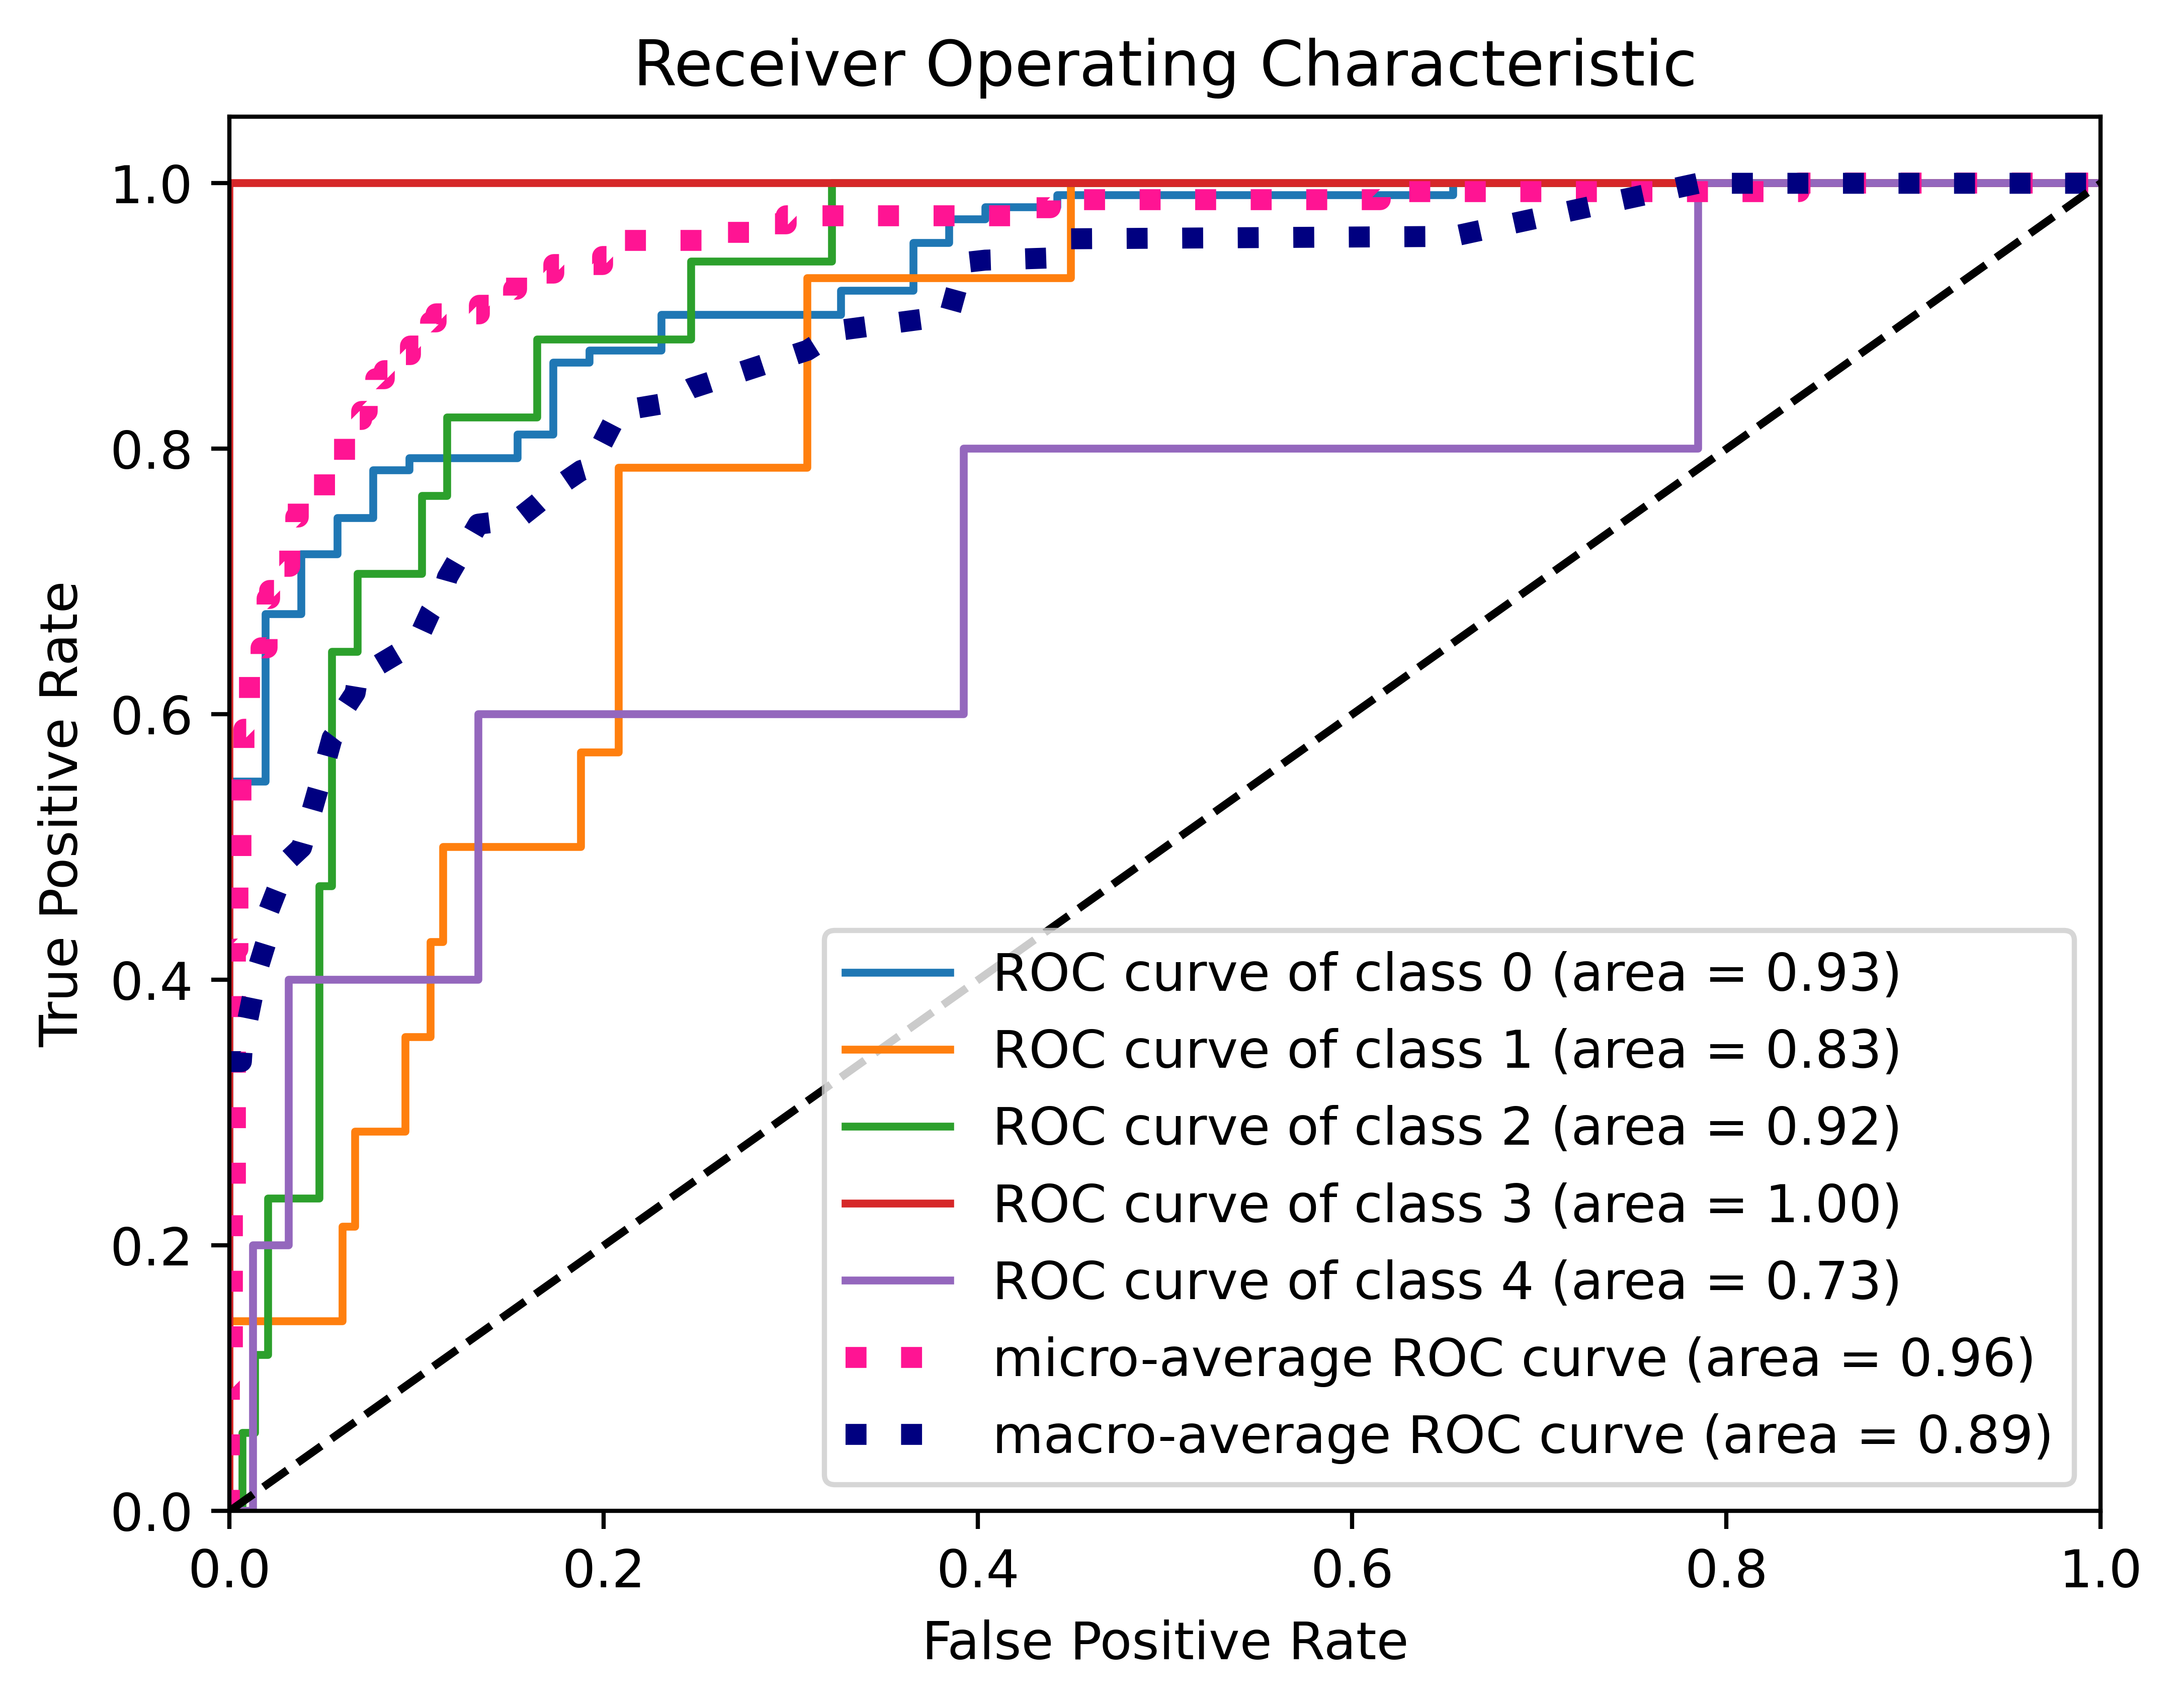 Receiver Operating Characteristic
True Positive Rate
1.0
0.8
0.6
0.4
0.2
0.0
ROC curve of class 0 (area = 0.93)
ROC curve of class 1 (area = 0.83)
ROC curve of class 2 (area = 0.92)
ROC curve of class 3 (area = 1.00)
ROC curve of class 4 (area = 0.73)
micro-average ROC curve (area = 0.96)
macro-average ROC curve (area = 0.89)
0.0 0.2 0.4 0.6 0.8 1.0
False Positive Rate